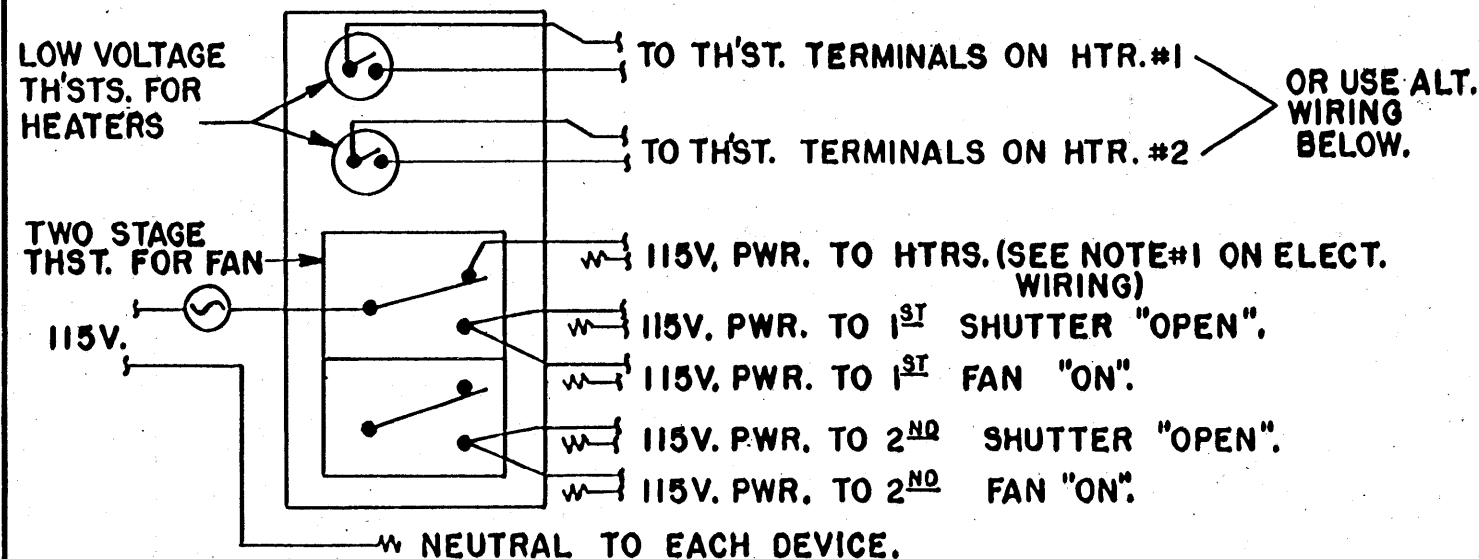 LOW VOLTAGE
TH'STS. FOR
HEATERS
TO TH'ST. TERMINALS ON HTR.#1
TO TH'ST. TERMINALS ON HTR.#2
OR USE ALT.
WIRING
BELOW.
TWO STAGE
THST. FOR FAN
115V.
115V. PWR. TO HTRS.(SEE NOTE#1 ON ELECT.
WIRING)
115V. PWR. TO 1ST SHUTTER "OPEN".
115V. PWR. TO 1ST FAN "ON".
115V. PWR. TO 2ND SHUTTER "OPEN".
115V. PWR. TO 2ND FAN "ON".
NEUTRAL TO EACH DEVICE.